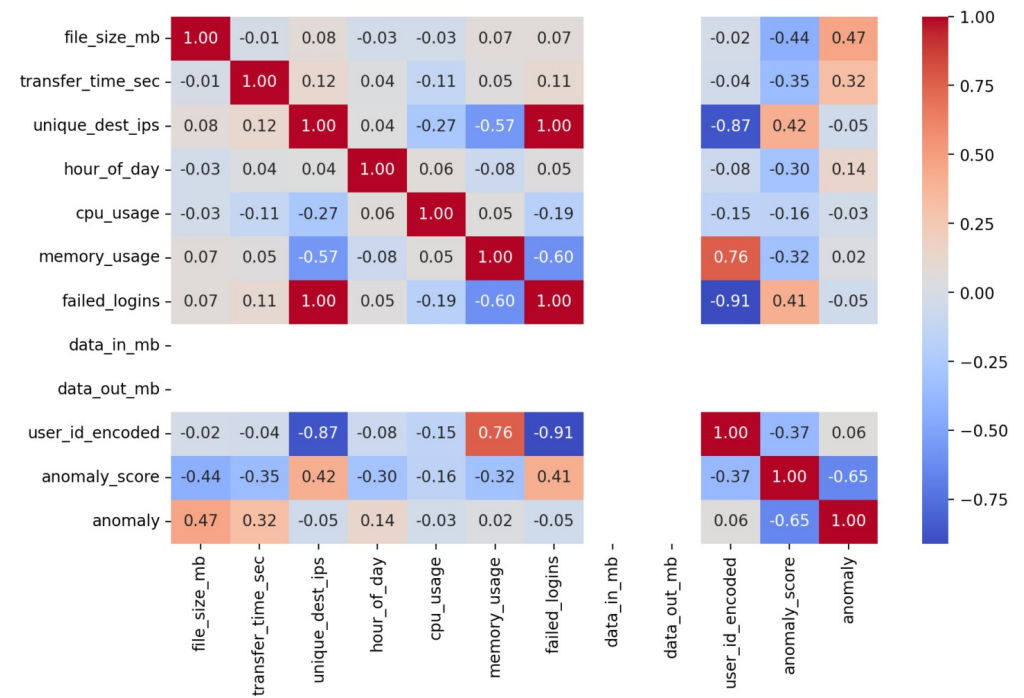 file_size_mb 1.00 -0.01 0.08 -0.03 -0.03 0.07 0.07 -0.02 -0.44 0.47
transfer_time_sec -0.01 1.00 0.12 0.04 -0.11 0.05 0.11 -0.04 -0.35 0.32
unique_dest_ips 0.08 0.12 1.00 0.04 -0.27 -0.57 1.00 -0.87 0.42 -0.05
hour_of_day -0.03 0.04 0.04 1.00 0.06 -0.08 0.05 -0.08 -0.30 0.14
cpu_usage -0.03 -0.11 -0.27 0.06 1.00 0.05 -0.19 -0.15 -0.16 -0.03
memory_usage 0.07 0.05 -0.57 -0.08 0.05 1.00 -0.60 0.76 -0.32 0.02
failed_logins 0.07 0.11 1.00 0.05 -0.19 -0.60 1.00 -0.91 0.41 -0.05
data_in_mb
data_out_mb
user_id_encoded -0.02 -0.04 -0.87 -0.08 -0.15 0.76 -0.91 1.00 -0.37 0.06
anomaly_score -0.44 -0.35 0.42 -0.30 -0.16 -0.32 0.41 -0.37 1.00 -0.65
anomaly 0.47 0.32 -0.05 0.14 -0.03 0.02 -0.05 0.06 -0.65 1.00
file_size_mb
transfer_time_sec
unique_dest_ips
hour_of_day
cpu_usage
memory_usage
failed_logins
data_in_mb
data_out_mb
user_id_encoded
anomaly_score
anomaly
1.00
0.75
0.50
0.25
0.00
−0.25
−0.50
−0.75